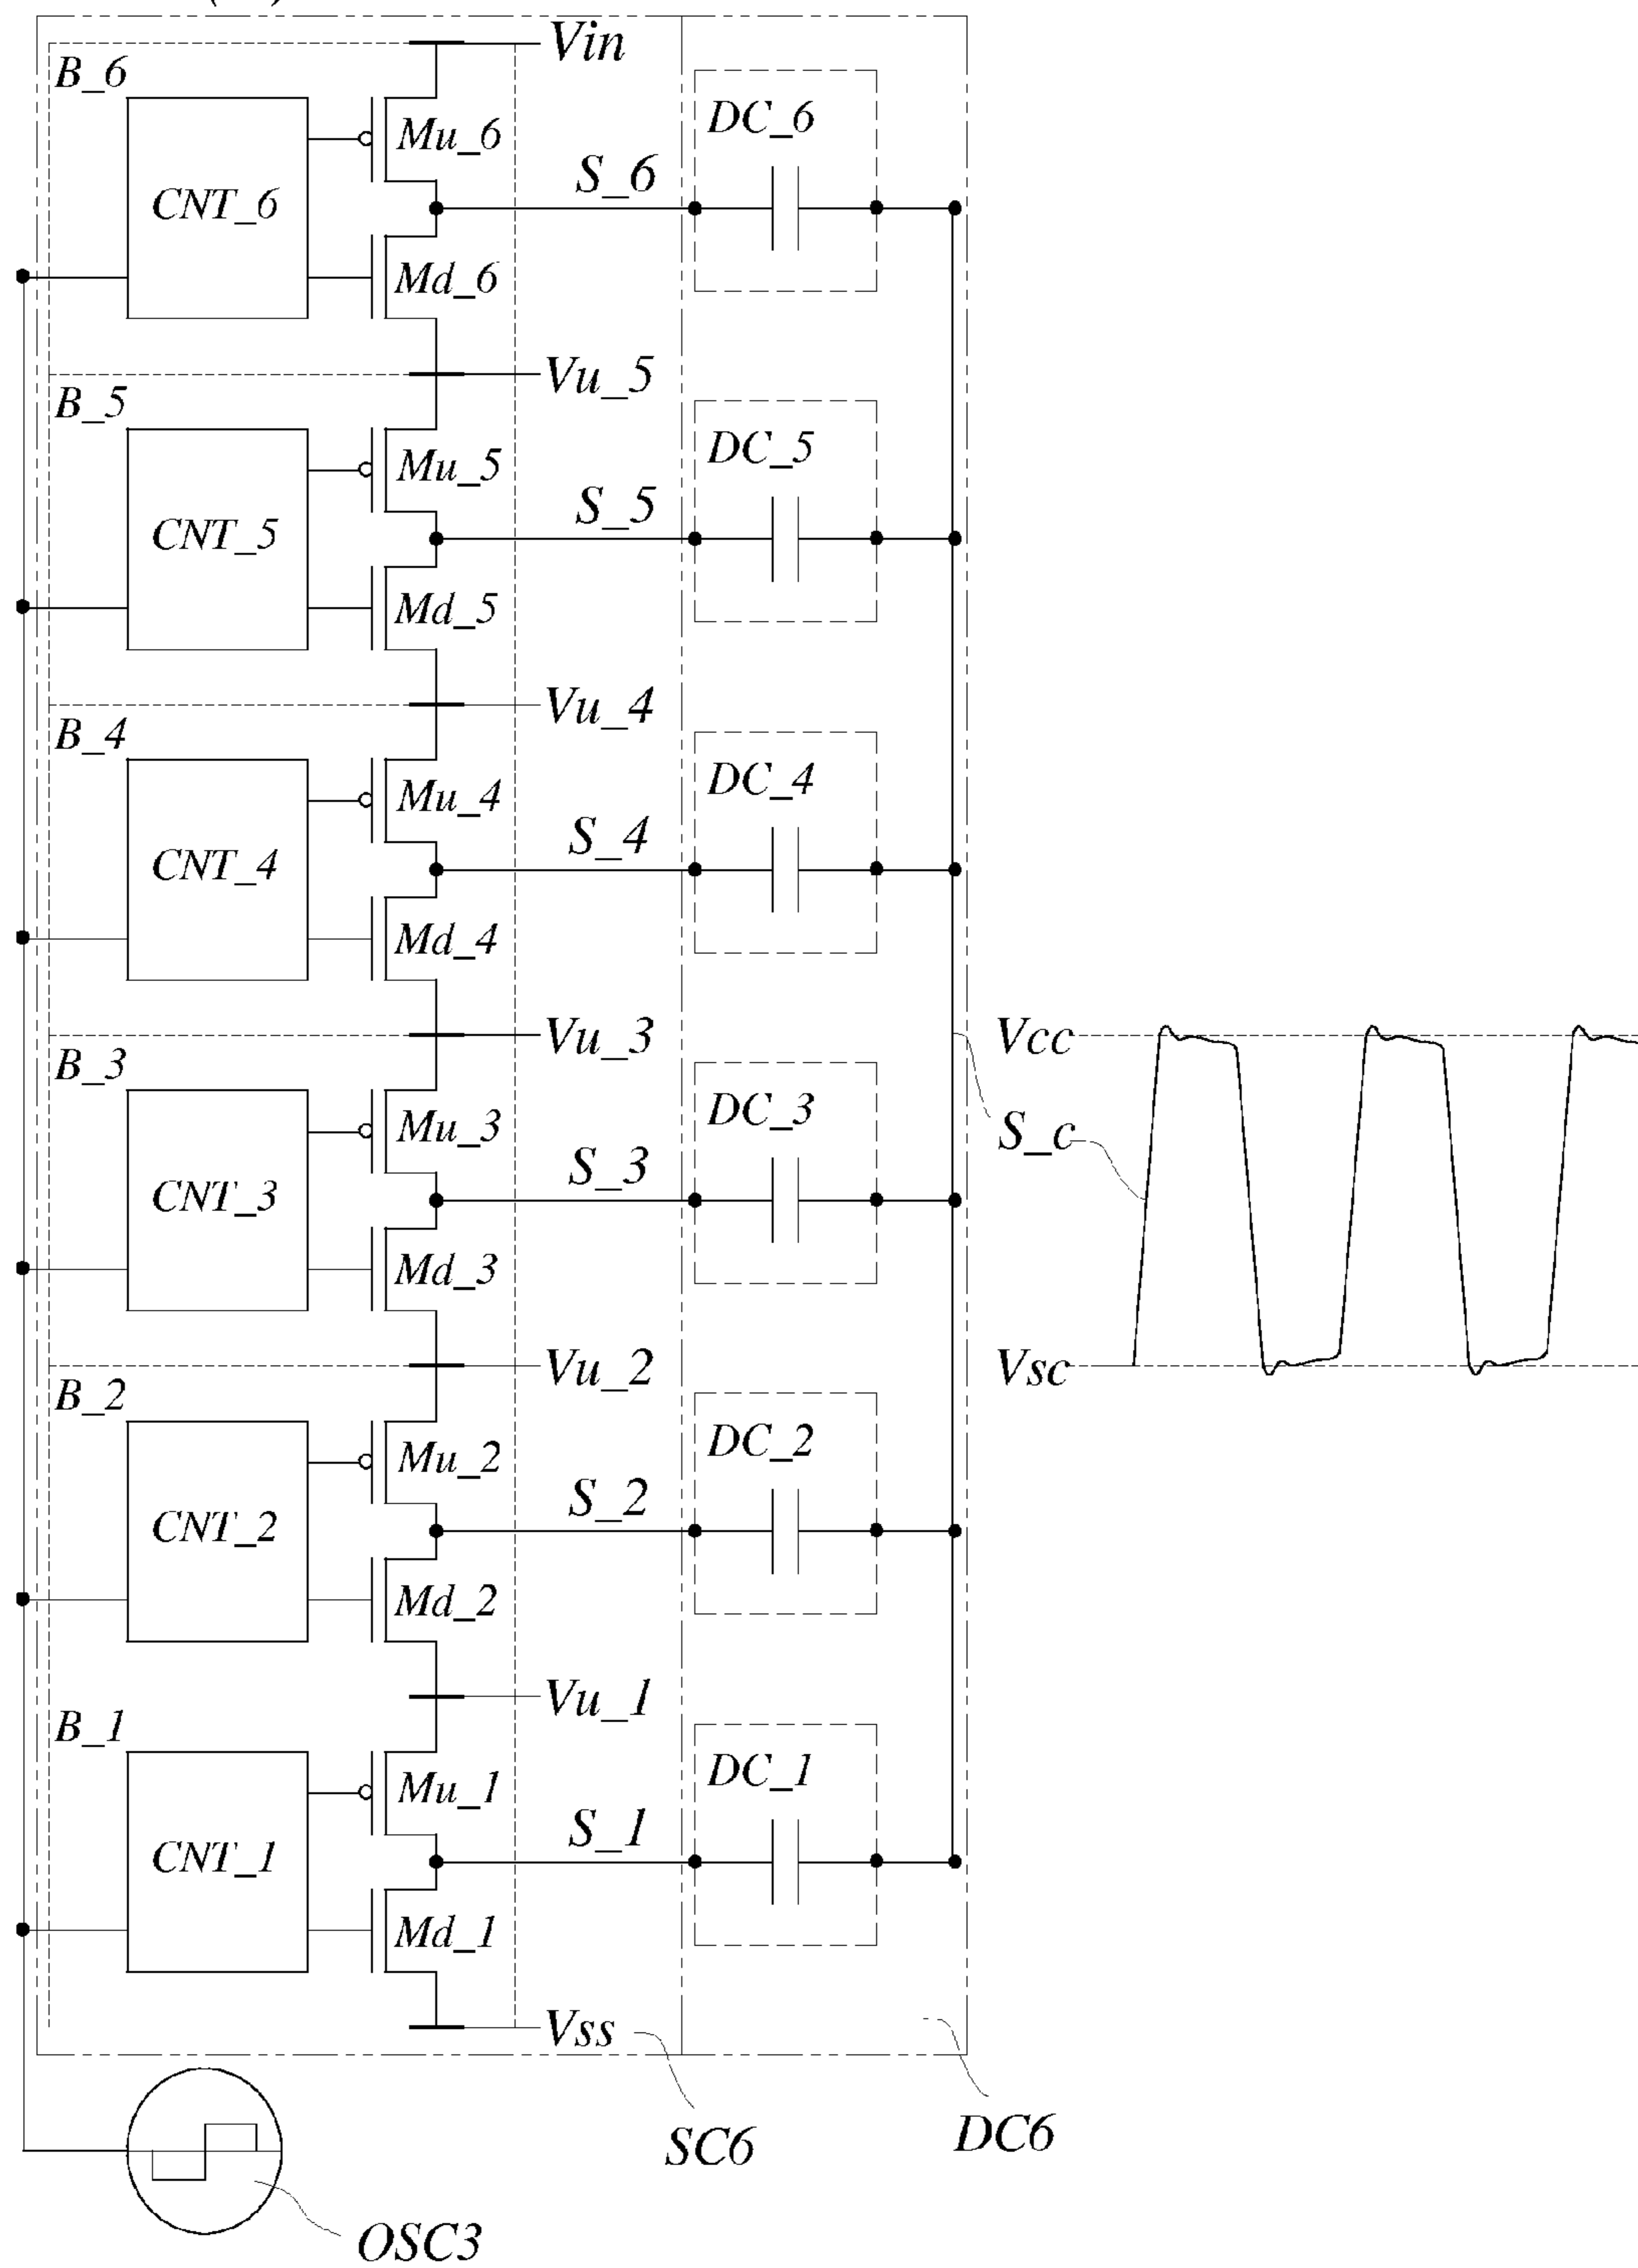 Vin
B_6
Mu_6
DC_6
CNT_6
S_6
Md_6
Vu_5
B_5
Mu_5
DC_5
CNT_5
S_5
Md_5
Vu_4
B_4
Mu_4
DC_4
CNT_4
S_4
Md_4
Vu_3
Vcc
B_3
Mu_3
DC_3
S_c
CNT_3
S_3
Md_3
Vu_2
Vsc
B_2
Mu_2
DC_2
CNT_2
S_2
Md_2
Vu_1
B_1
Mu_1
DC_1
CNT_1
S_1
Md_1
Vss
SC6
DC6
OSC3